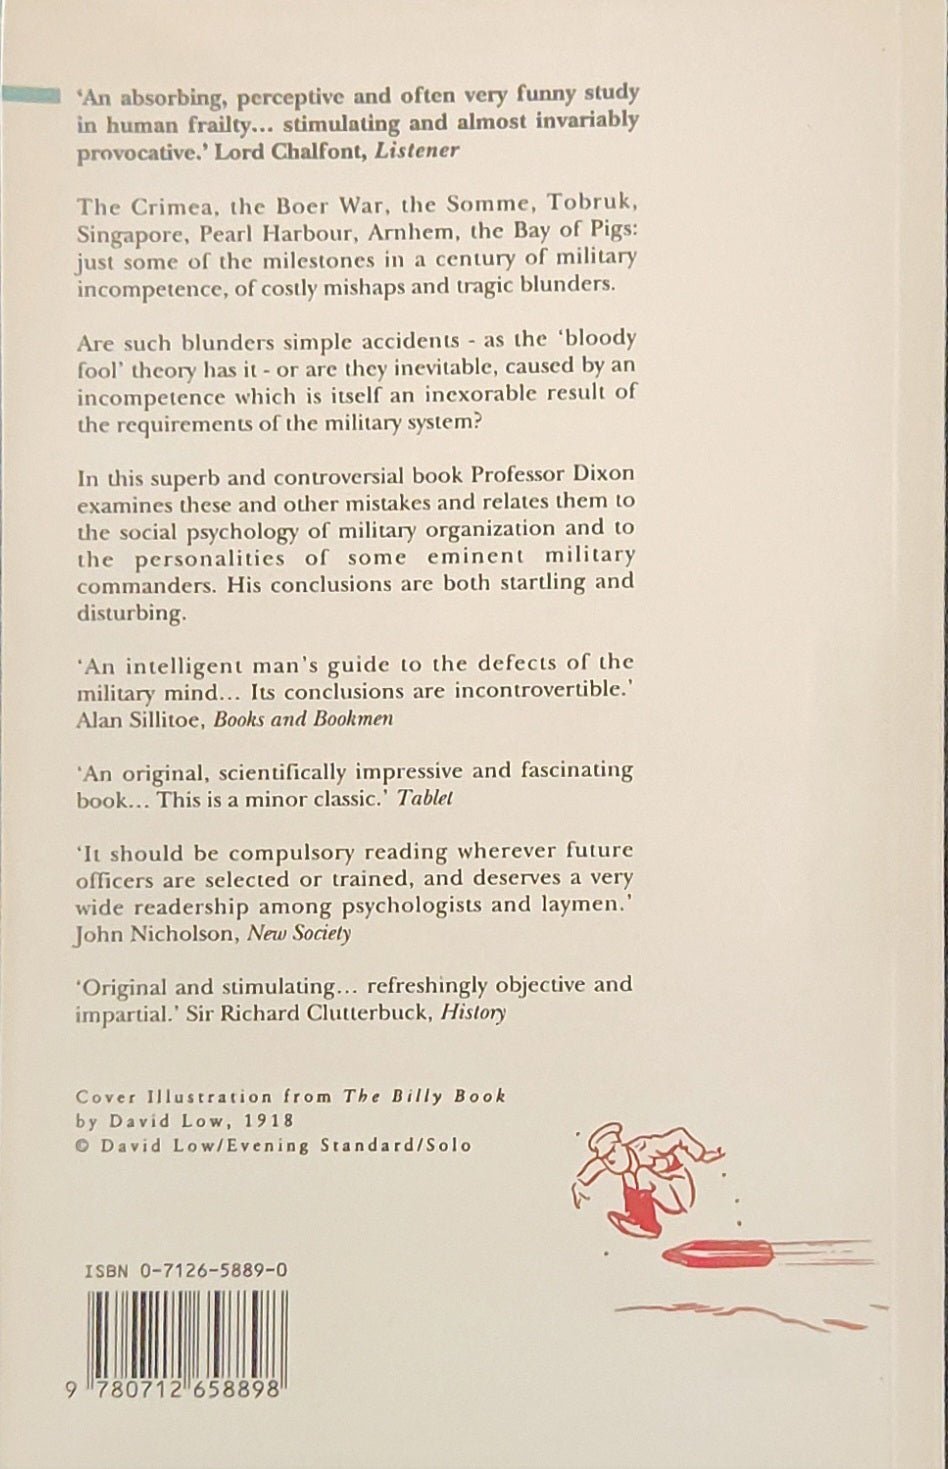 ‘An absorbing, perceptive and often very funny study
in human frailty... stimulating and almost invariably
provocative.’ Lord Chalfont, Listener
The Crimea, the Boer War, the Somme, Tobruk,
Singapore, Pearl Harbour, Arnhem, the Bay of Pigs:
just some of the milestones in a century of military
incompetence, of costly mishaps and tragic blunders.
Are such blunders simple accidents - as the ‘bloody
fool’ theory has it - or are they inevitable, caused by an
incompetence which is itself an inexorable result of
the requirements of the military system?
In this superb and controversial book Professor Dixon
examines these and other mistakes and relates them to
the social psychology of military organization and to
the personalities of some eminent military
commanders. His conclusions are both startling and
disturbing.
‘An intelligent man’s guide to the defects of the
military mind... Its conclusions are incontrovertible.’
Alan Sillitoe, Books and Bookmen
‘An original, scientifically impressive and fascinating
book... This is a minor classic.’ Tablet
‘It should be compulsory reading wherever future
officers are selected or trained, and deserves a very
wide readership among psychologists and laymen.’
John Nicholson, New Society
‘Original and stimulating... refreshingly objective and
impartial.’ Sir Richard Clutterbuck, History
Cover Illustration from The Billy Book
by David Low, 1918
© David Low/Evening Standard/Solo
ISBN 0-7126-5889-0
9 780712 658898